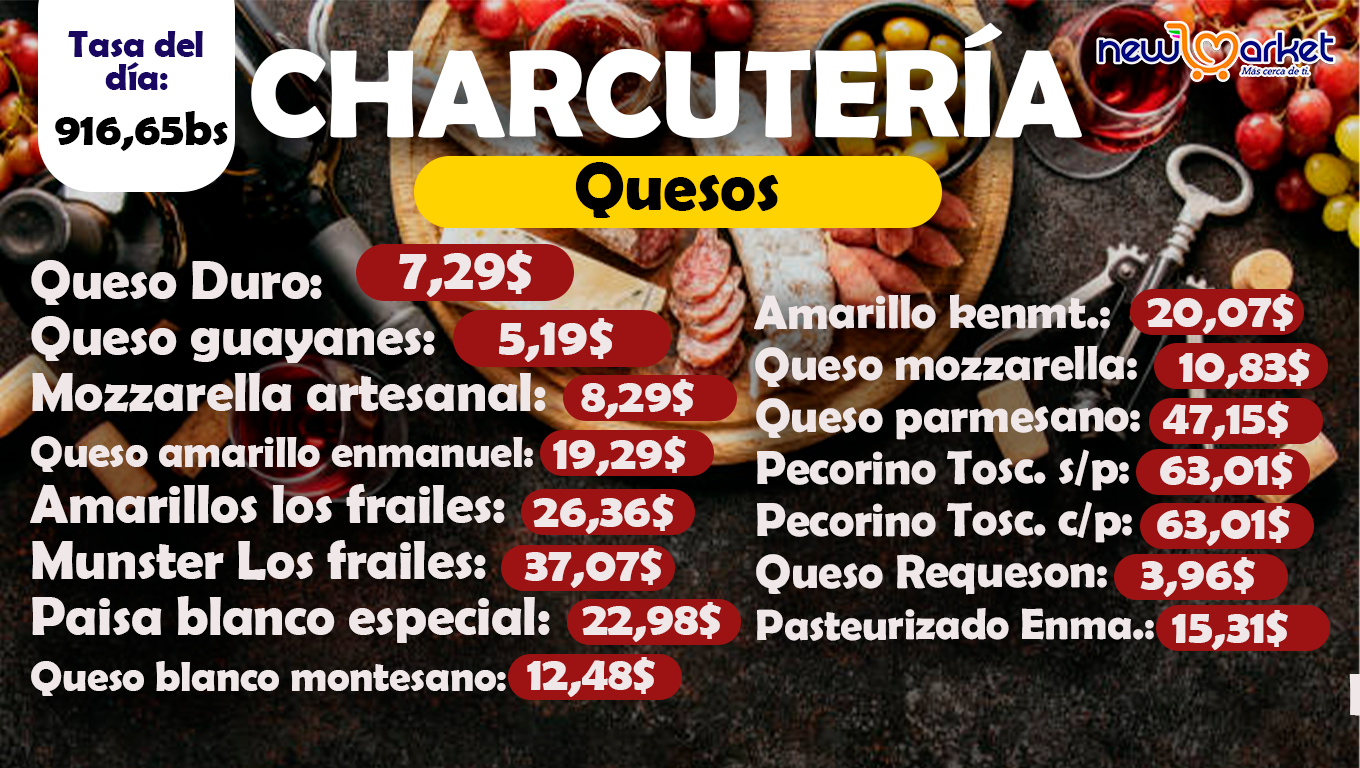 Tasa del
día:
916,65bs
CHARCUTERÍA
new market
Más cerca de ti.
Quesos
Queso Duro: 7,29$
Queso guayanes: 5,19$
Mozzarella artesanal: 8,29$
Queso amarillo enmanuel: 19,29$
Amarillos los frailes: 26,36$
Munster Los frailes: 37,07$
Paisa blanco especial: 22,98$
Queso blanco montesano: 12,48$
Amarillo kenmt.: 20,07$
Queso mozzarella: 10,83$
Queso parmesano: 47,15$
Pecorino Tosc. s/p: 63,01$
Pecorino Tosc. c/p: 63,01$
Queso Requeson: 3,96$
Pasteurizado Enma.: 15,31$